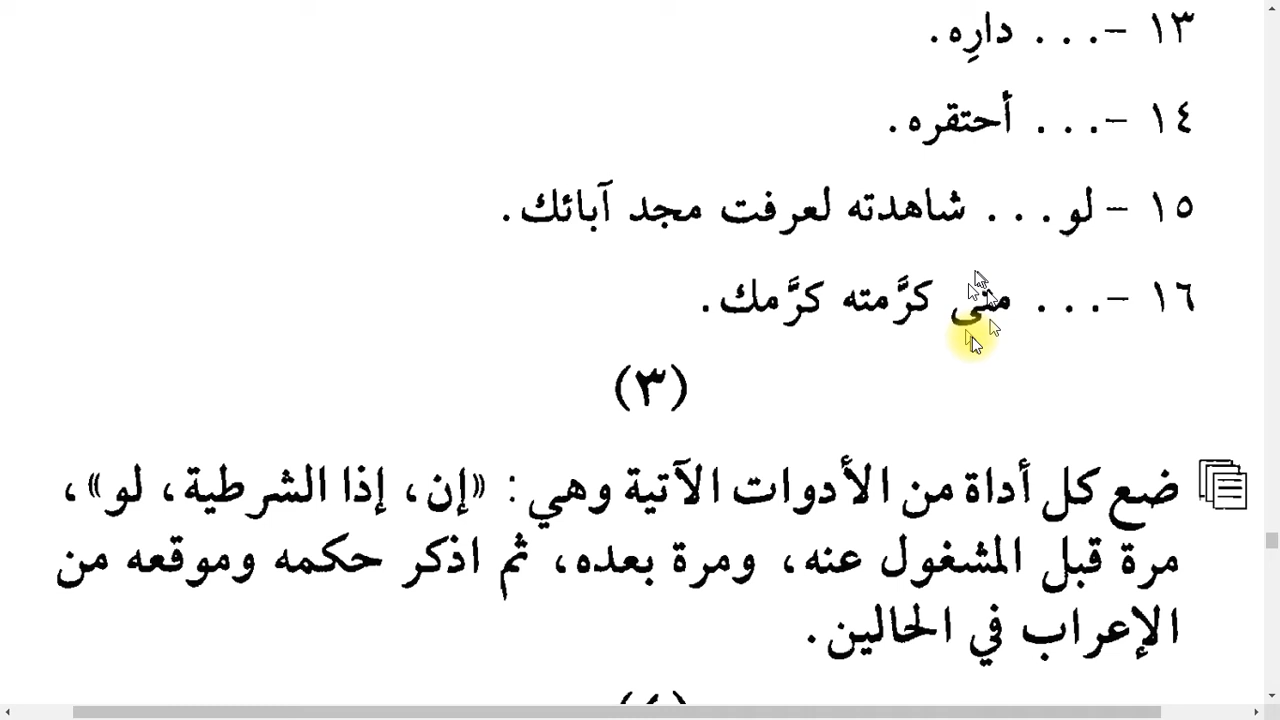 ١٣ -... دارِه.
١٤ -... أحتقره.
١٥ - لو... شاهدته لعرفت مجد آبائك.
١٦ -... متى كرَّمته كرَّمك.
(٣)
ضع كل أداة من الأدوات الآتية وهي: «إن، إذا الشرطية، لو»،
مرة قبل المشغول عنه، ومرة بعده، ثم اذكر حكمه وموقعه من
الإعراب في الحالين.